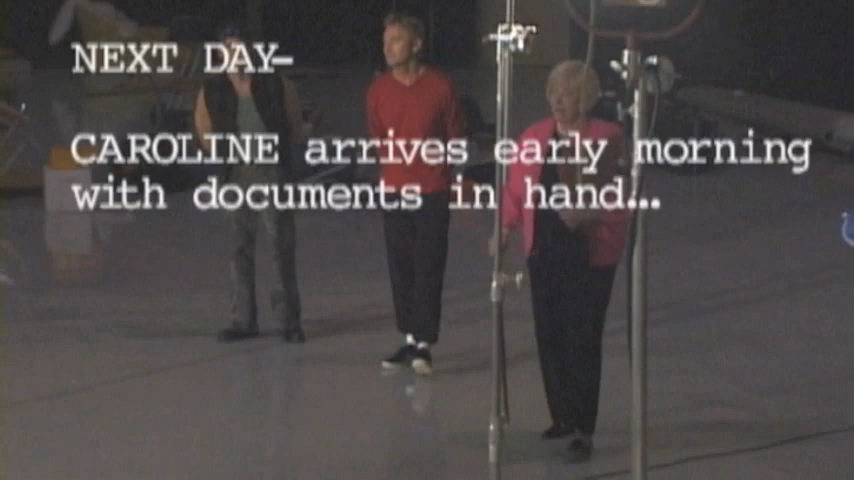 NEXT DAY–
CAROLINE arrives early morning
with documents in hand...